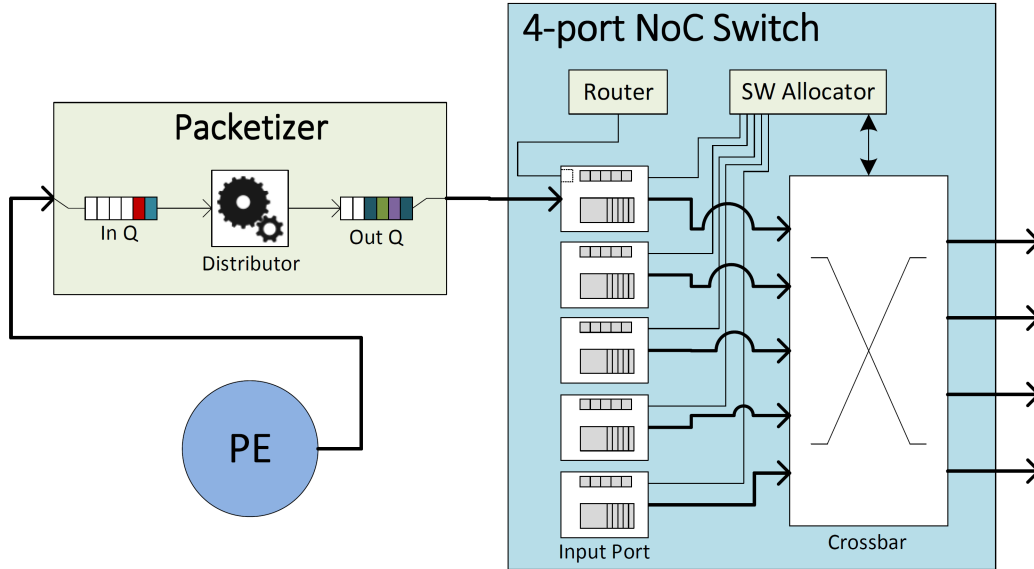 4-port NoC Switch
Router
SW Allocator
Packetizer
In Q
Distributor
Out Q
PE
Input Port
Crossbar